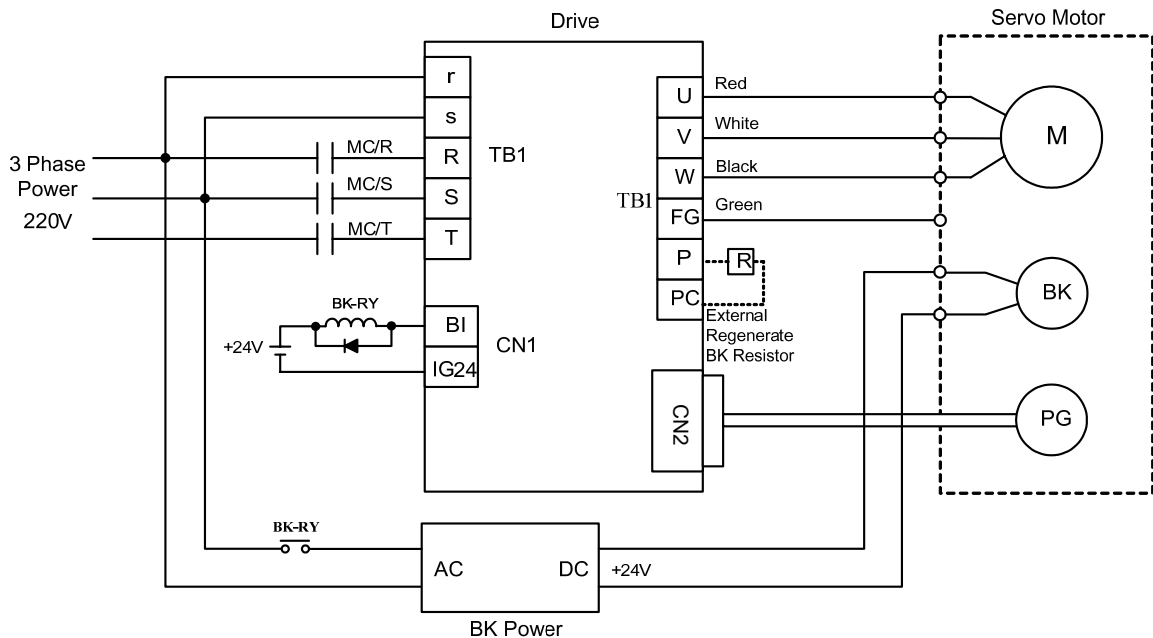 Drive
Servo Motor
r
s
R
S
T
TB1
MC/R
MC/S
MC/T
3 Phase
Power
220V
U
V
W
FG
P
PC
TB1
Red
White
Black
Green
R
External
Regenerate
BK Resistor
M
BK
PG
BK-RY
+24V
BI
IG24
CN1
CN2
BK-RY
AC
DC
+24V
BK Power